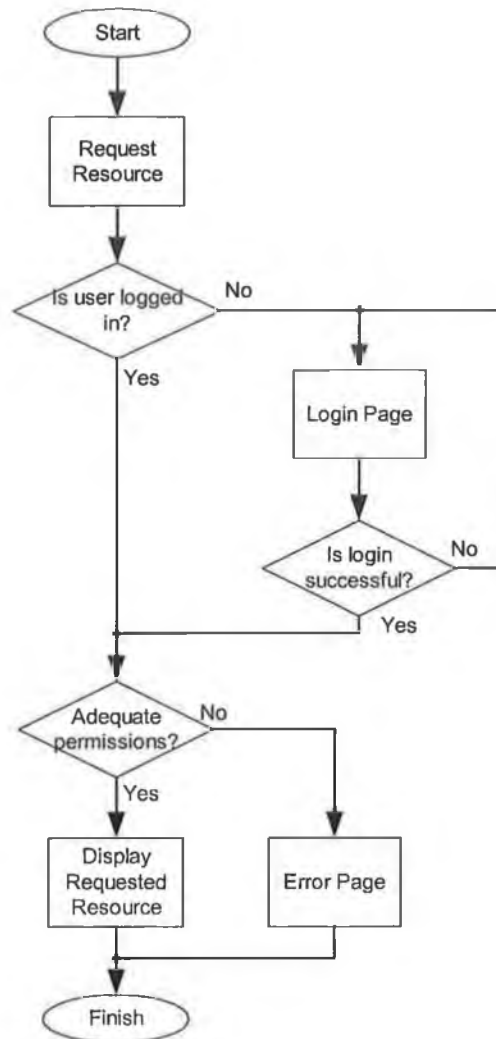 Start
Request
Resource
Is user logged
in?
No
Yes
Login Page
Is login
successful?
No
Yes
Adequate
permissions?
No
Yes
Display
Requested
Resource
Error Page
Finish